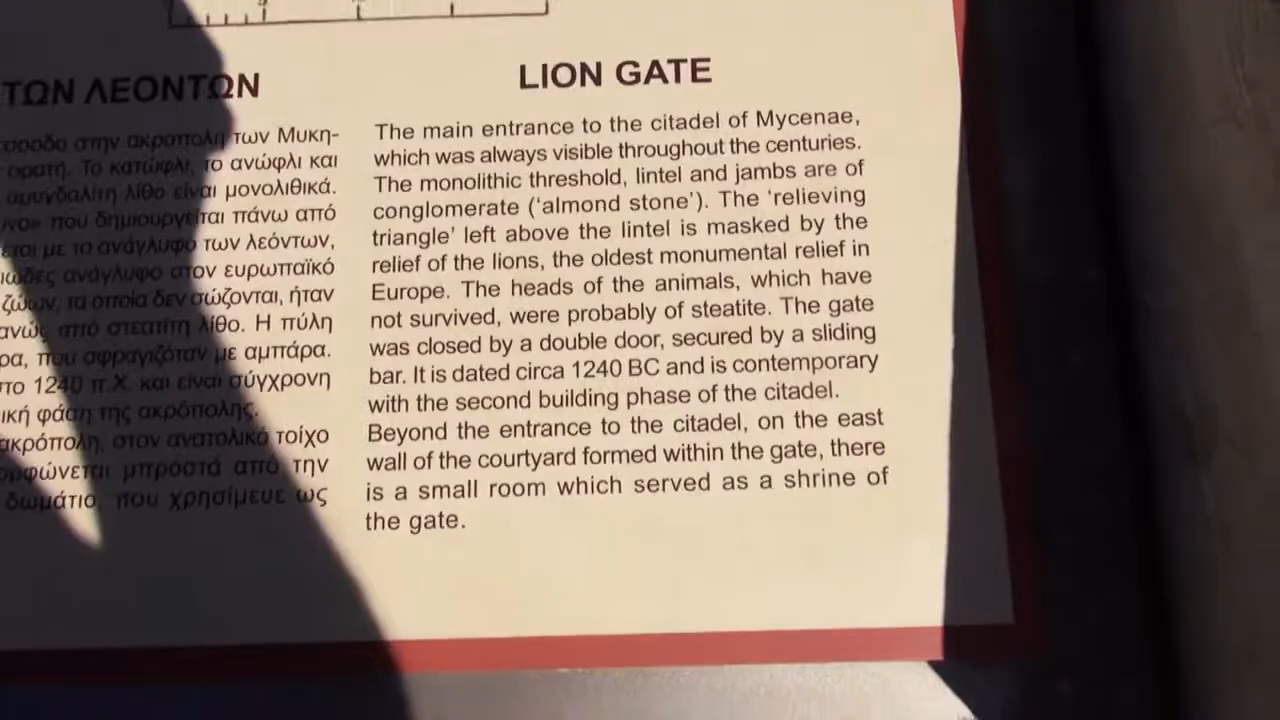 ΤΩΝ ΛΕΟΝΤΩΝ
στην ακρόπολη των Μυκη-
ορατή. Το κατώφλι, το ανώφλι και
αμυγδαλίτη λίθο είναι μονολιθικά.
που δημιουργείται πάνω από
με το ανάγλυφο των λεόντων,
ανάγλυφο στον ευρωπαϊκό
ζώων, τα οποία δεν σώζονται, ήταν
από στεατίτη λίθο. Η πύλη
που σφραγιζόταν με αμπάρα.
στο 1240 π.Χ. και είναι σύγχρονη
φάση της ακρόπολης.
ακρόπολη, στον ανατολικό τοίχο
μπροστά από την
δωμάτιο, που χρησίμευε ως
LION GATE
The main entrance to the citadel of Mycenae,
which was always visible throughout the centuries.
The monolithic threshold, lintel and jambs are of
conglomerate (‘almond stone’). The ‘relieving
triangle’ left above the lintel is masked by the
relief of the lions, the oldest monumental relief in
Europe. The heads of the animals, which have
not survived, were probably of steatite. The gate
was closed by a double door, secured by a sliding
bar. It is dated circa 1240 BC and is contemporary
with the second building phase of the citadel.
Beyond the entrance to the citadel, on the east
wall of the courtyard formed within the gate, there
is a small room which served as a shrine of
the gate.